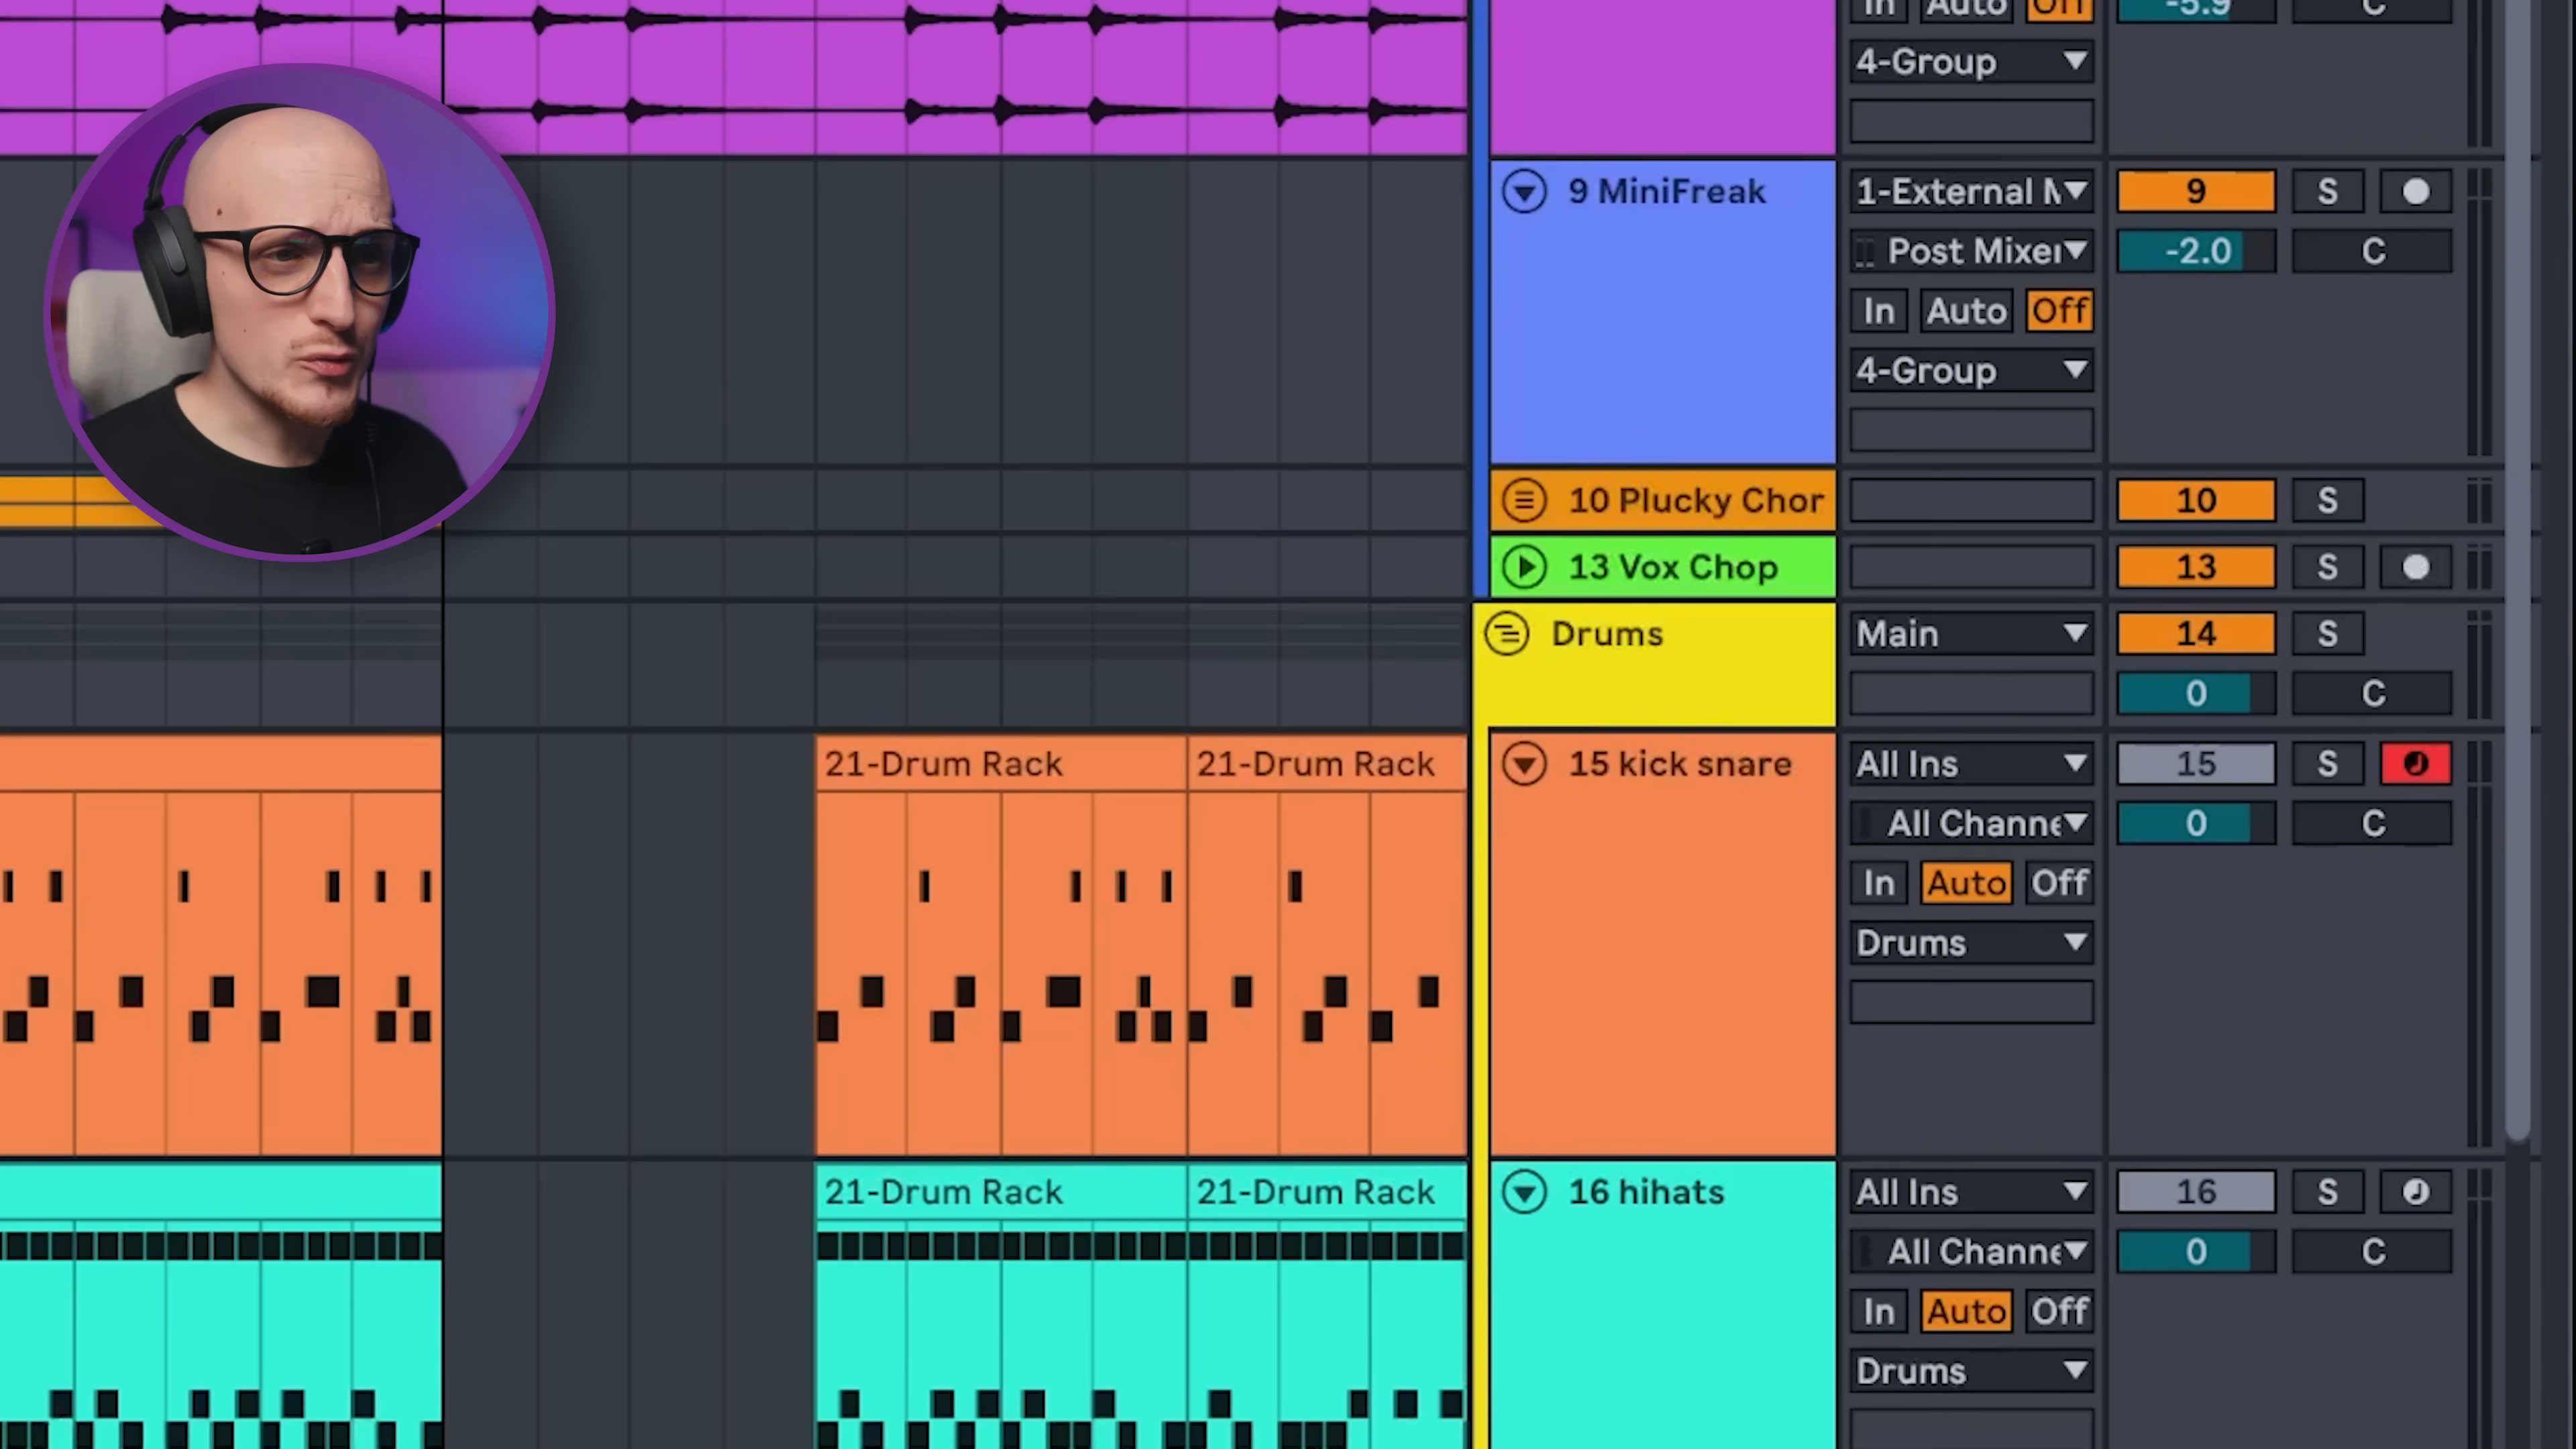 In Auto Off -5.9 C
4-Group
9 MiniFreak 1-External M 9 S
Post Mixer -2.0 C
In Auto Off
4-Group
10 Plucky Chor 10 S
13 Vox Chop 13 S
Drums Main 14 S
0 C
21-Drum Rack 21-Drum Rack 15 kick snare All Ins 15 S
All Channe 0 C
In Auto Off
Drums
21-Drum Rack 21-Drum Rack 16 hihats All Ins 16 S
All Channe 0 C
In Auto Off
Drums